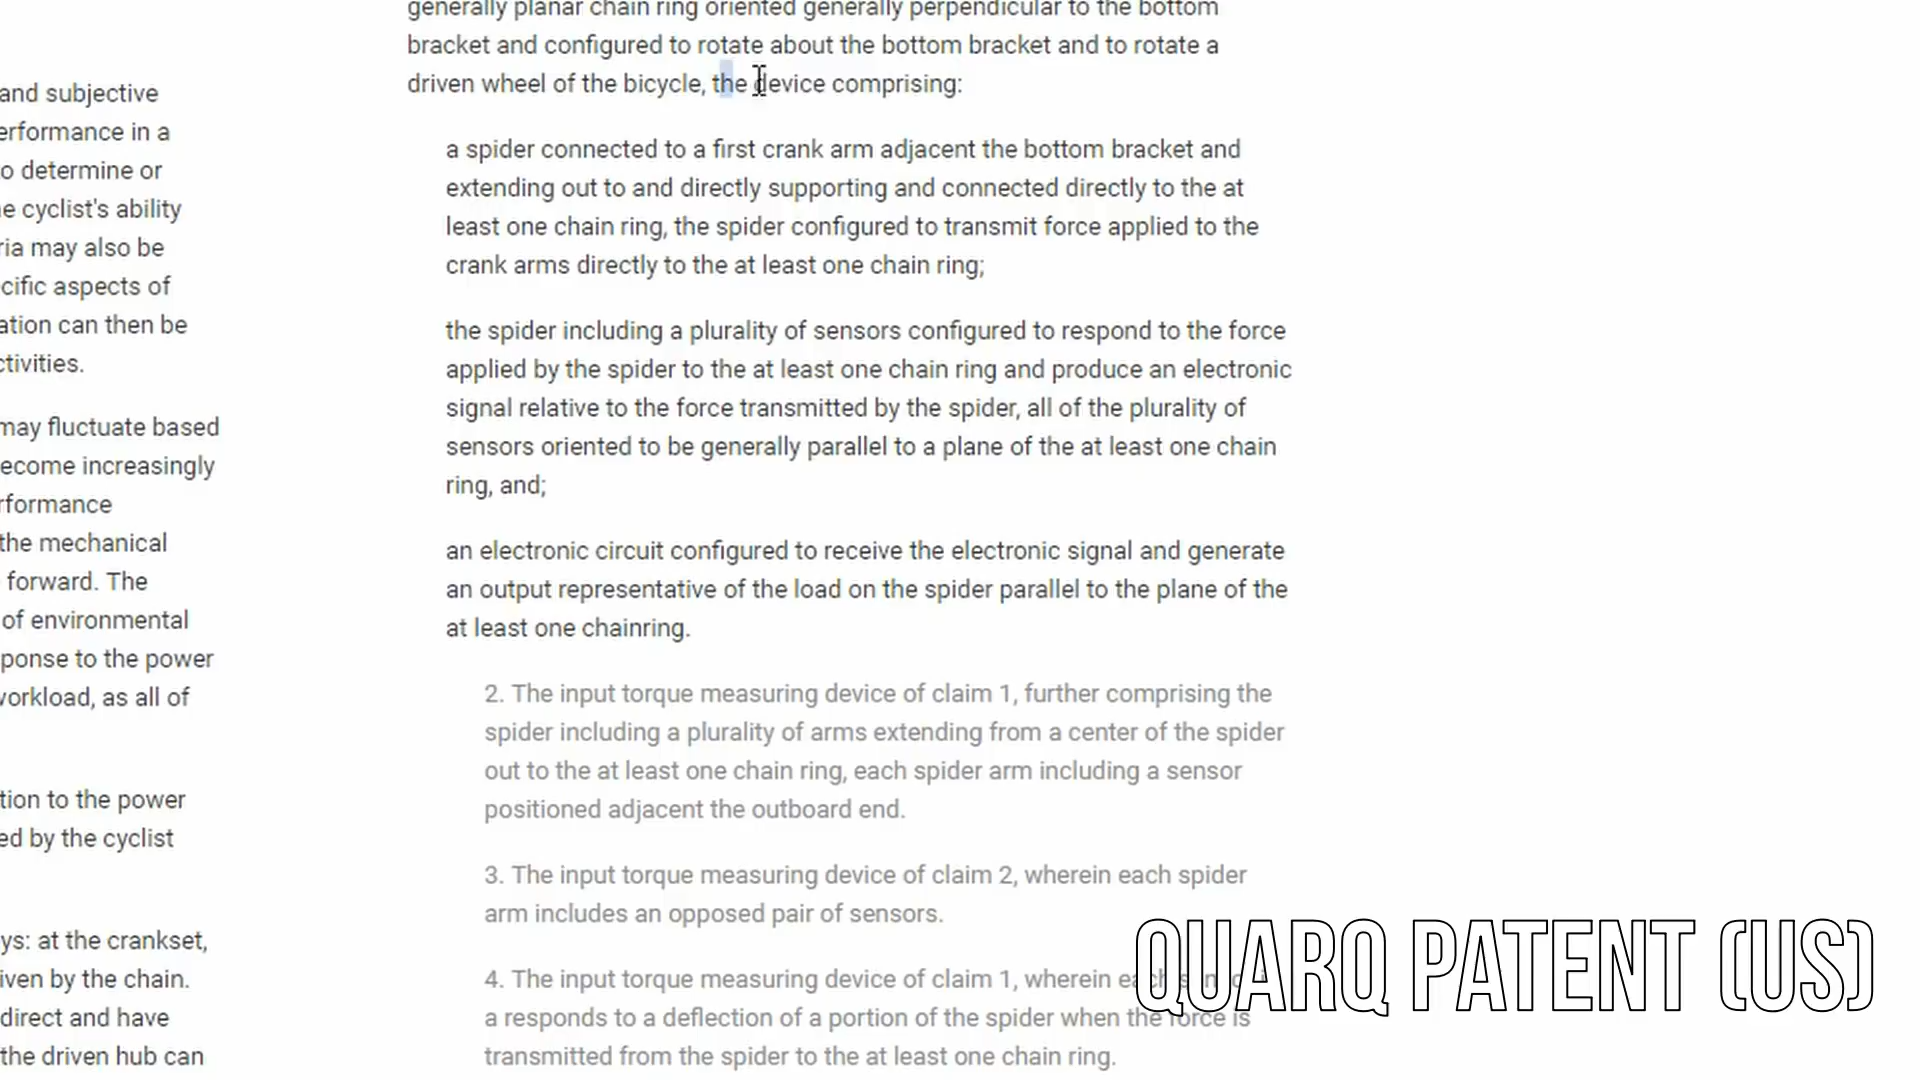 and subjective
erformance in a
o determine or
e cyclist's ability
ria may also be
cific aspects of
ation can then be
ctivities.
may fluctuate based
ecome increasingly
rformance
the mechanical
forward. The
of environmental
ponse to the power
workload, as all of
tion to the power
ed by the cyclist
ys: at the crankset,
iven by the chain.
direct and have
the driven hub can
generally planar chain ring oriented generally perpendicular to the bottom
bracket and configured to rotate about the bottom bracket and to rotate a
driven wheel of the bicycle, the device comprising:
a spider connected to a first crank arm adjacent the bottom bracket and
extending out to and directly supporting and connected directly to the at
least one chain ring, the spider configured to transmit force applied to the
crank arms directly to the at least one chain ring;
the spider including a plurality of sensors configured to respond to the force
applied by the spider to the at least one chain ring and produce an electronic
signal relative to the force transmitted by the spider, all of the plurality of
sensors oriented to be generally parallel to a plane of the at least one chain
ring, and;
an electronic circuit configured to receive the electronic signal and generate
an output representative of the load on the spider parallel to the plane of the
at least one chainring.
2. The input torque measuring device of claim 1, further comprising the
spider including a plurality of arms extending from a center of the spider
out to the at least one chain ring, each spider arm including a sensor
positioned adjacent the outboard end.
3. The input torque measuring device of claim 2, wherein each spider
arm includes an opposed pair of sensors.
4. The input torque measuring device of claim 1, wherein each
a responds to a deflection of a portion of the spider when the force is
transmitted from the spider to the at least one chain ring.
QUARQ PATENT (US)